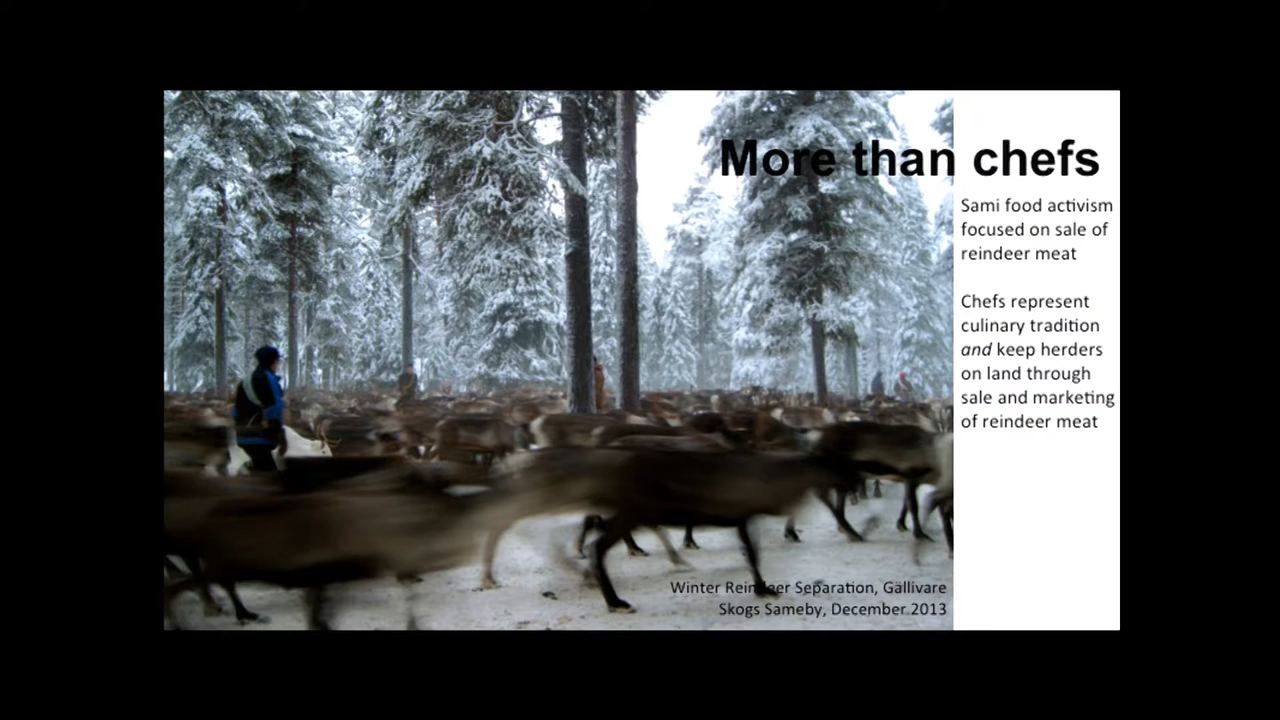 More than chefs
Sami food activism
focused on sale of
reindeer meat
Chefs represent
culinary tradition
and keep herders
on land through
sale and marketing
of reindeer meat
Winter Reindeer Separation, Gällivare
Skogs Sameby, December 2013